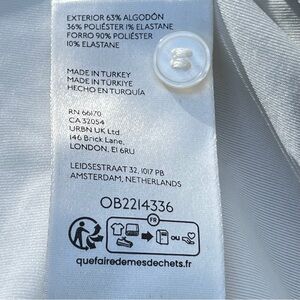 EXTERIOR 63% ALGODÓN
36% POLIÉSTER 1% ELASTANE
FORRO 90% POLIÉSTER
10% ELASTANE
MADE IN TURKEY
MADE IN TÜRKIYE
HECHO EN TURQUÍA
RN 66170
CA 32054
URBN UK Ltd.
146 Brick Lane,
LONDON, E1 6RU
LEIDSESTRAAT 32, 1017 PB
AMSTERDAM, NETHERLANDS
OB2214336
FR
OU
quefairedemesdechets.fr